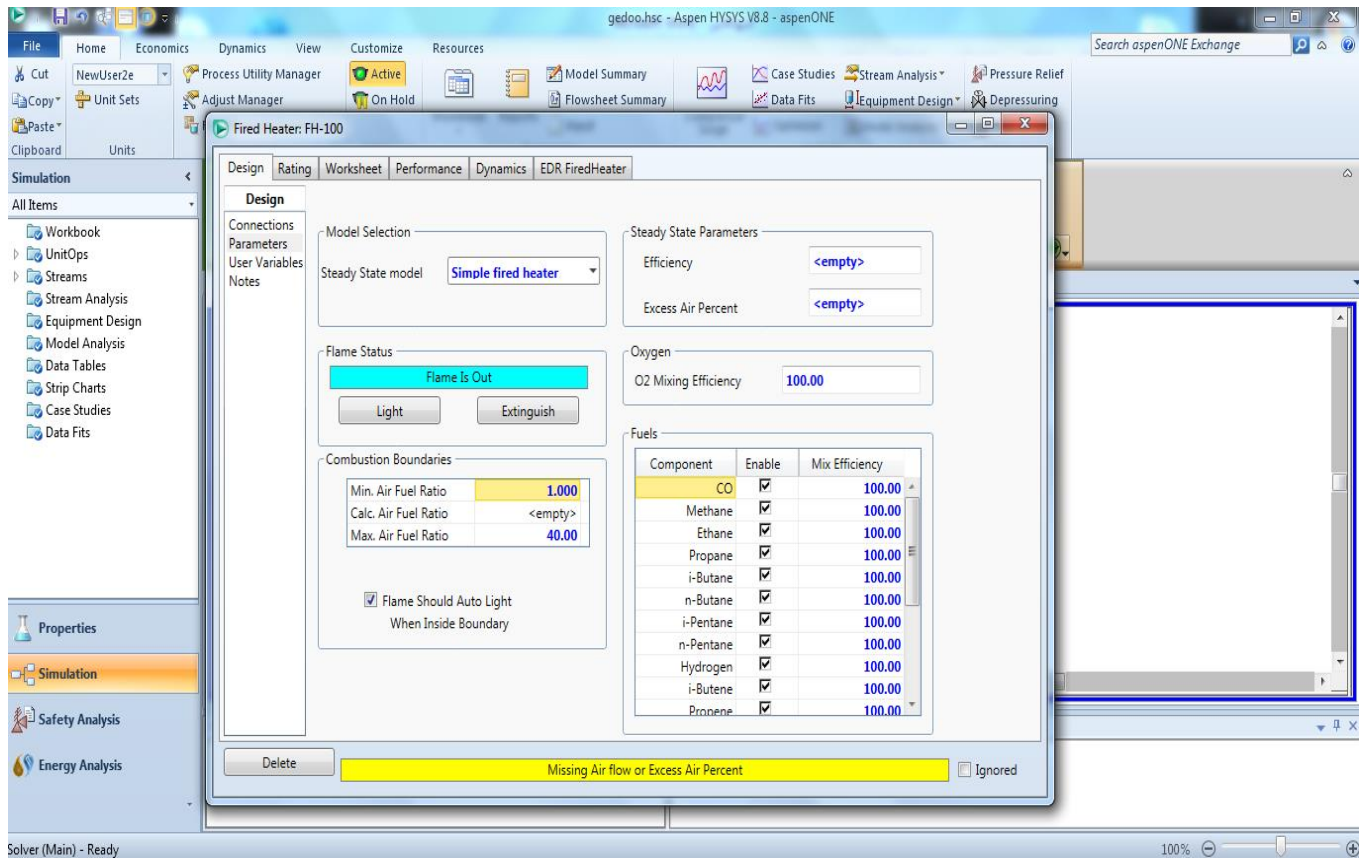 gedoo.hsc - Aspen HYSYS V8.8 - aspenONE
File Home Economics Dynamics View Customize Resources
Search aspenONE Exchange
Cut
Copy
Paste
Clipboard
NewUser2e
Unit Sets
Units
Process Utility Manager
Adjust Manager
Active
On Hold
Model Summary
Flowsheet Summary
Case Studies
Data Fits
Stream Analysis
Equipment Design
Pressure Relief
Depressuring
Simulation
All Items
Workbook
UnitOps
Streams
Stream Analysis
Equipment Design
Model Analysis
Data Tables
Strip Charts
Case Studies
Data Fits
Properties
Simulation
Safety Analysis
Energy Analysis
Fired Heater: FH-100
Design Rating Worksheet Performance Dynamics EDR FiredHeater
Design
Connections
Parameters
User Variables
Notes
Model Selection
Steady State model Simple fired heater
Flame Status
Flame Is Out
Light Extinguish
Combustion Boundaries
Min. Air Fuel Ratio 1.000
Calc. Air Fuel Ratio <empty>
Max. Air Fuel Ratio 40.00
Flame Should Auto Light
When Inside Boundary
Steady State Parameters
Efficiency <empty>
Excess Air Percent <empty>
Oxygen
O2 Mixing Efficiency 100.00
Fuels
Component Enable Mix Efficiency
CO 100.00
Methane 100.00
Ethane 100.00
Propane 100.00
i-Butane 100.00
n-Butane 100.00
i-Pentane 100.00
n-Pentane 100.00
Hydrogen 100.00
i-Butene 100.00
Propene 100.00
Delete
Missing Air flow or Excess Air Percent
Ignored
Solver (Main) - Ready
100%